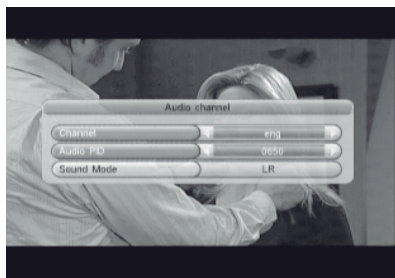 Audio channel
Channel eng
Audio PID 0650
Sound Mode LR